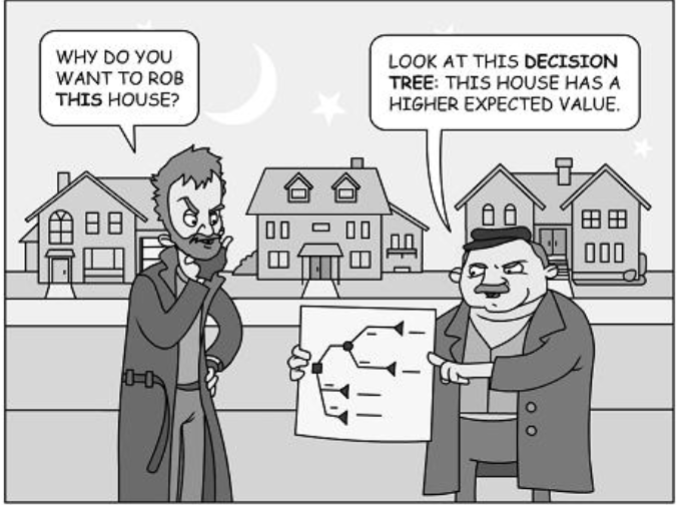 WHY DO YOU
WANT TO ROB
THIS HOUSE?
LOOK AT THIS DECISION
TREE: THIS HOUSE HAS A
HIGHER EXPECTED VALUE.